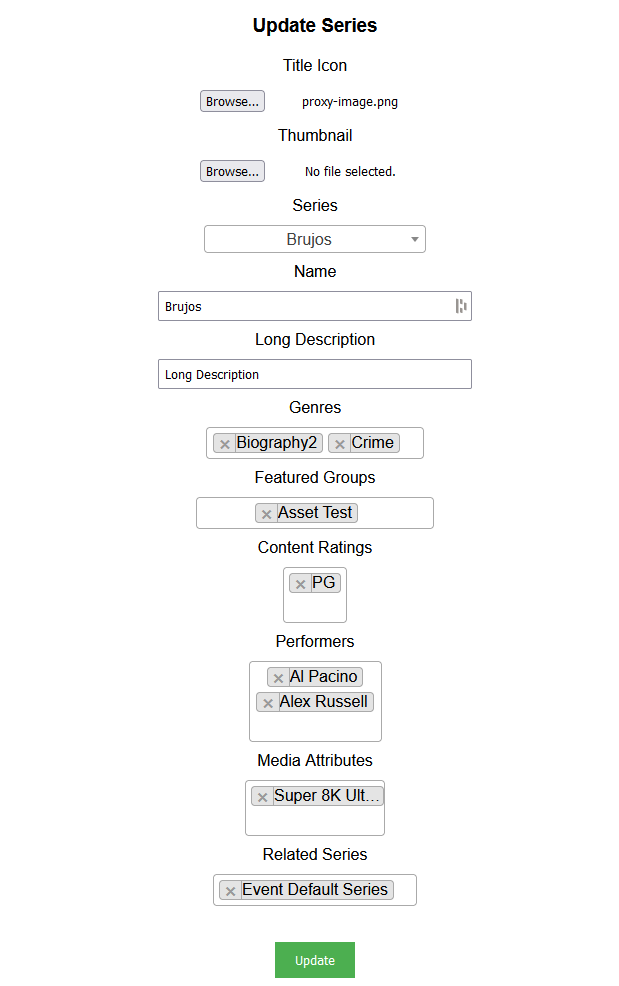 Update Series
Title Icon
Browse... proxy-image.png
Thumbnail
Browse... No file selected.
Series
Brujos
Name
Brujos
Long Description
Long Description
Genres
× Biography2 × Crime
Featured Groups
× Asset Test
Content Ratings
× PG
Performers
× Al Pacino
× Alex Russell
Media Attributes
× Super 8K Ult...
Related Series
× Event Default Series
Update